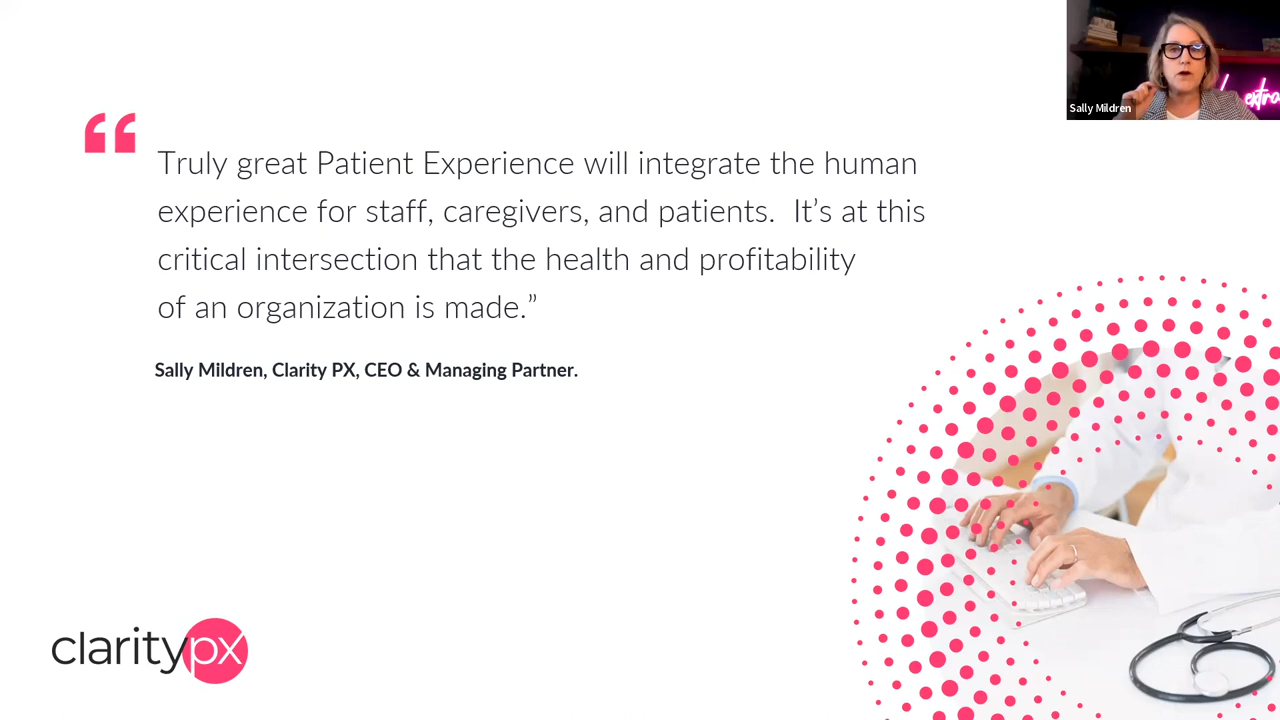 Sally Mildren
extra
“
Truly great Patient Experience will integrate the human
experience for staff, caregivers, and patients.  It’s at this
critical intersection that the health and profitability
of an organization is made.”
Sally Mildren, Clarity PX, CEO & Managing Partner.
claritypx